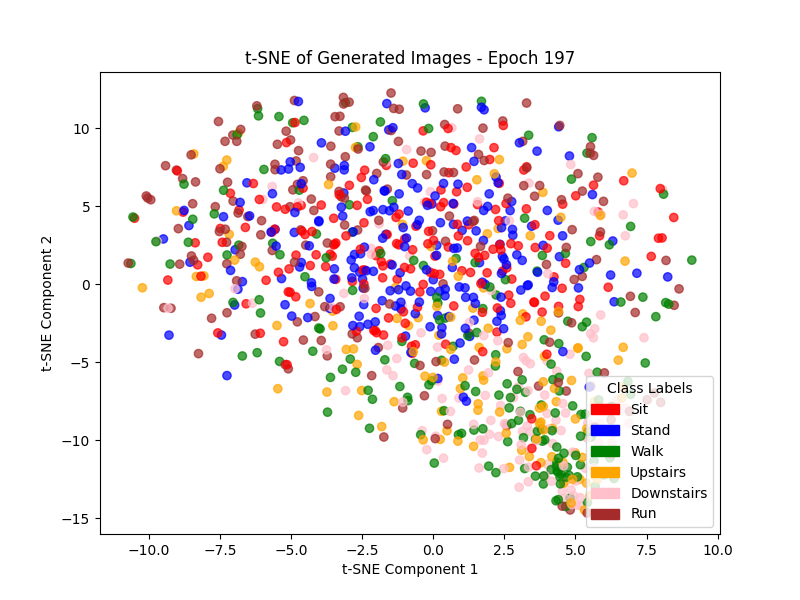 t-SNE of Generated Images - Epoch 197
t-SNE Component 2
10
5
0
−5
−10
−15
Class Labels
Sit
Stand
Walk
Upstairs
Downstairs
Run
−10.0 −7.5 −5.0 −2.5 0.0 2.5 5.0 7.5 10.0
t-SNE Component 1